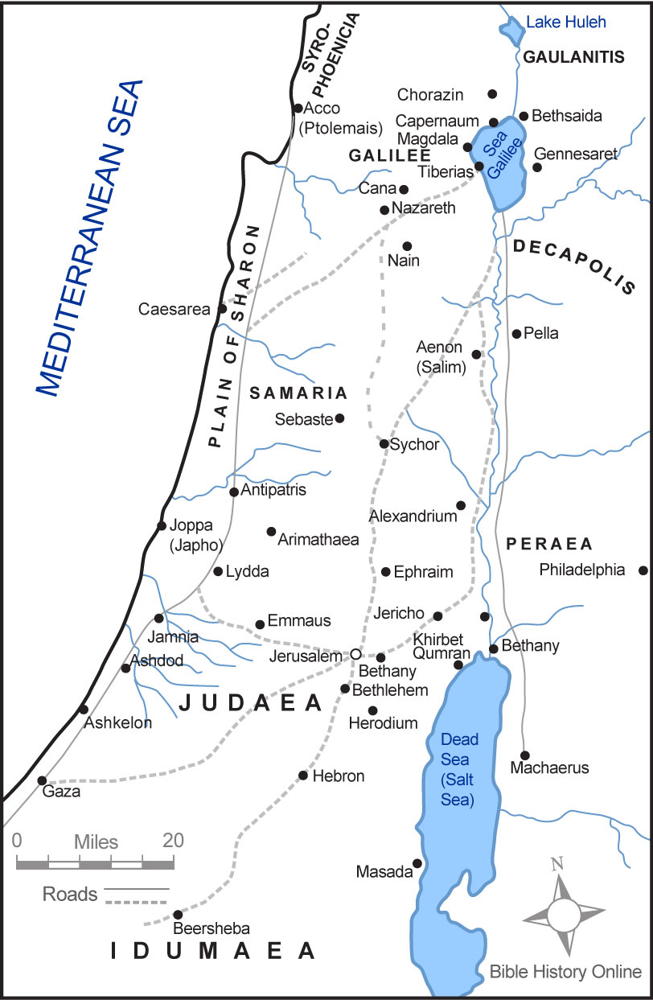 Lake Huleh
SYRO-
PHOENICIA
GAULANITIS
MEDITERRANEAN SEA
Chorazin
Acco
(Ptolemais)
Bethsaida
Capernaum
Magdala
Sea
Galilee
GALILEE
Gennesaret
Tiberias
Cana
Nazareth
DECAPOLIS
Nain
PLAIN OF SHARON
Caesarea
Pella
Aenon
(Salim)
SAMARIA
Sebaste
Sychor
Antipatris
Alexandrium
Joppa
(Japho)
Arimathaea
PERAEA
Lydda
Ephraim
Philadelphia
Jericho
Emmaus
Jamnia
Khirbet
Qumran
Bethany
Jerusalem
Ashdod
Bethany
Bethlehem
JUDAEA
Ashkelon
Herodium
Dead
Sea
(Salt
Sea)
Machaerus
Hebron
Gaza
0 Miles 20
Masada
N
Roads
Beersheba
IDUMAEA
Bible History Online